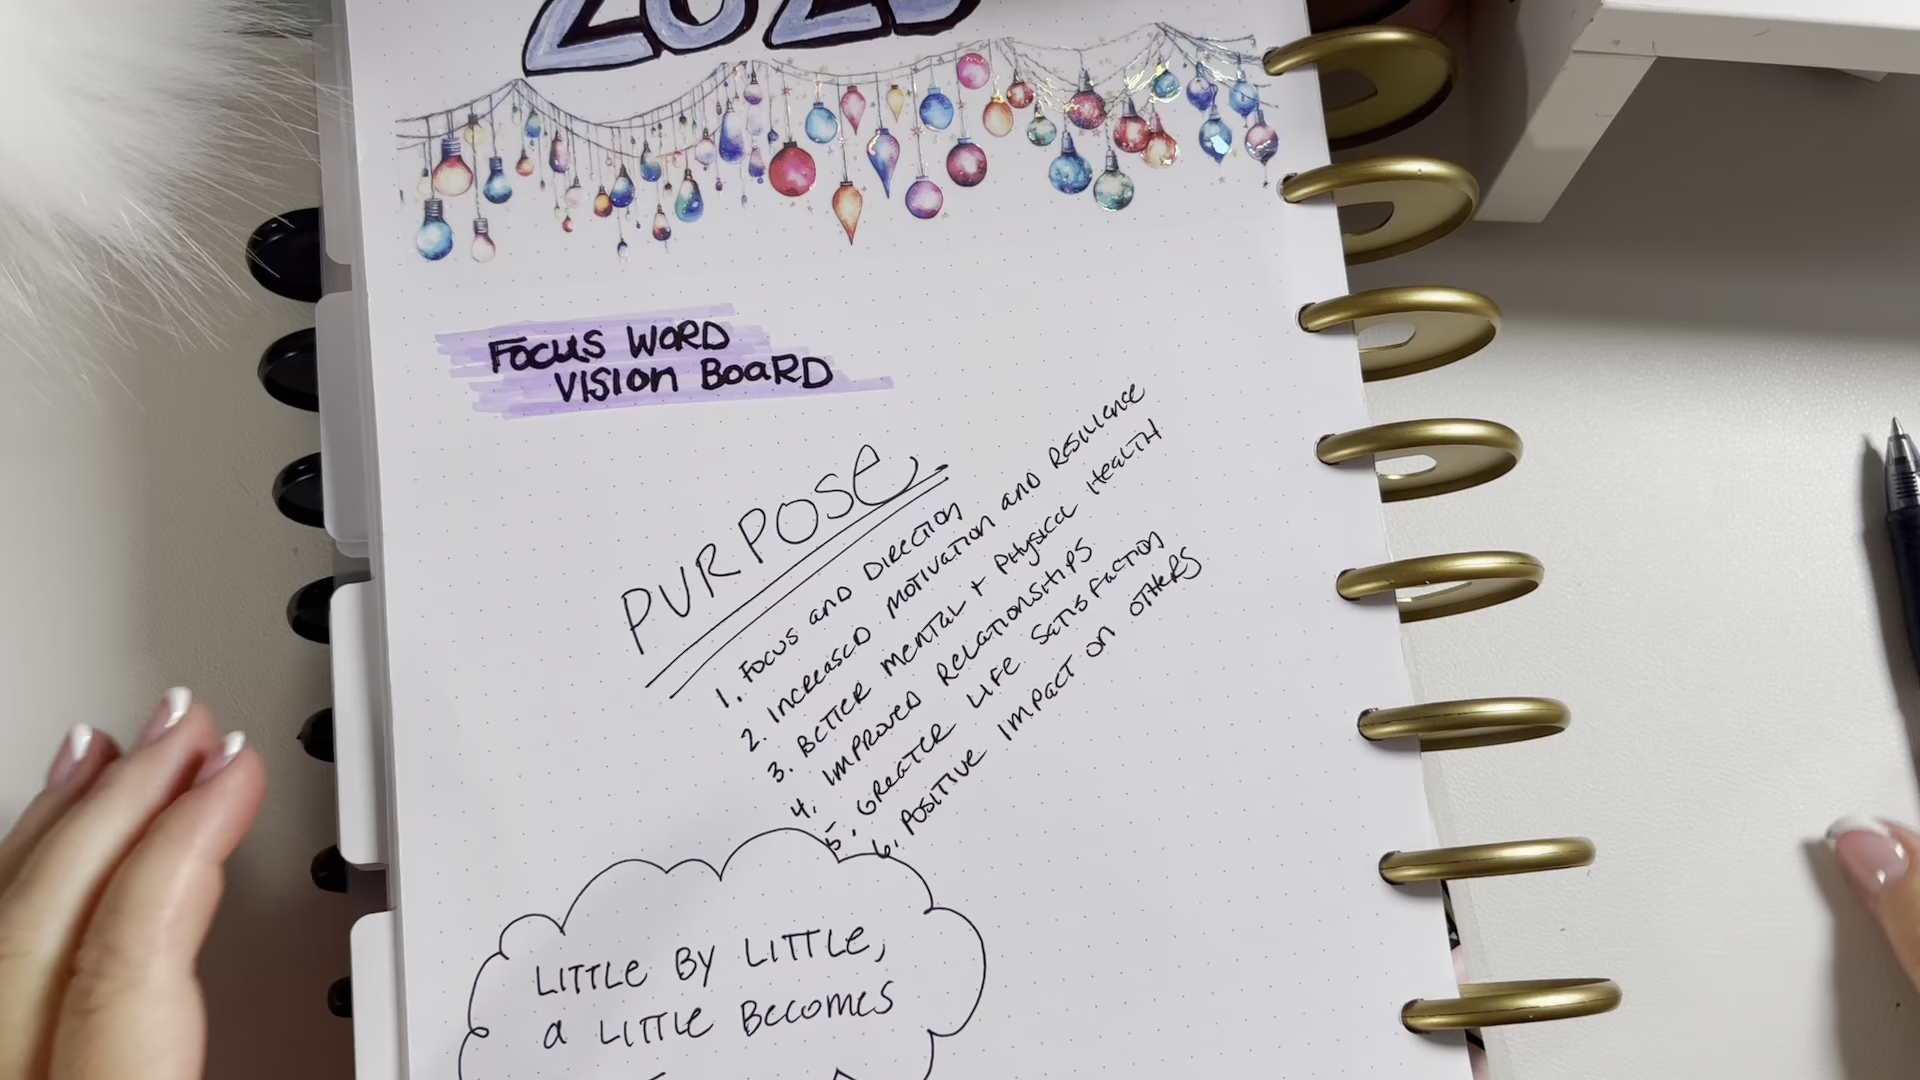 2025
FOCUS WORD
VISION BOARD
PURPOSE
1. FOCUS and DIRECTION
2. INCREASED MOTIVATION and RESILIENCE
3. BETTER MENTAL + PHYSICAL HEALTH
4. IMPROVED RELATIONSHIPS
5. GREATER LIFE SATISFACTION
6. POSITIVE IMPACT ON OTHERS
LITTLE BY LITTLE,
a LITTLE BECOMES